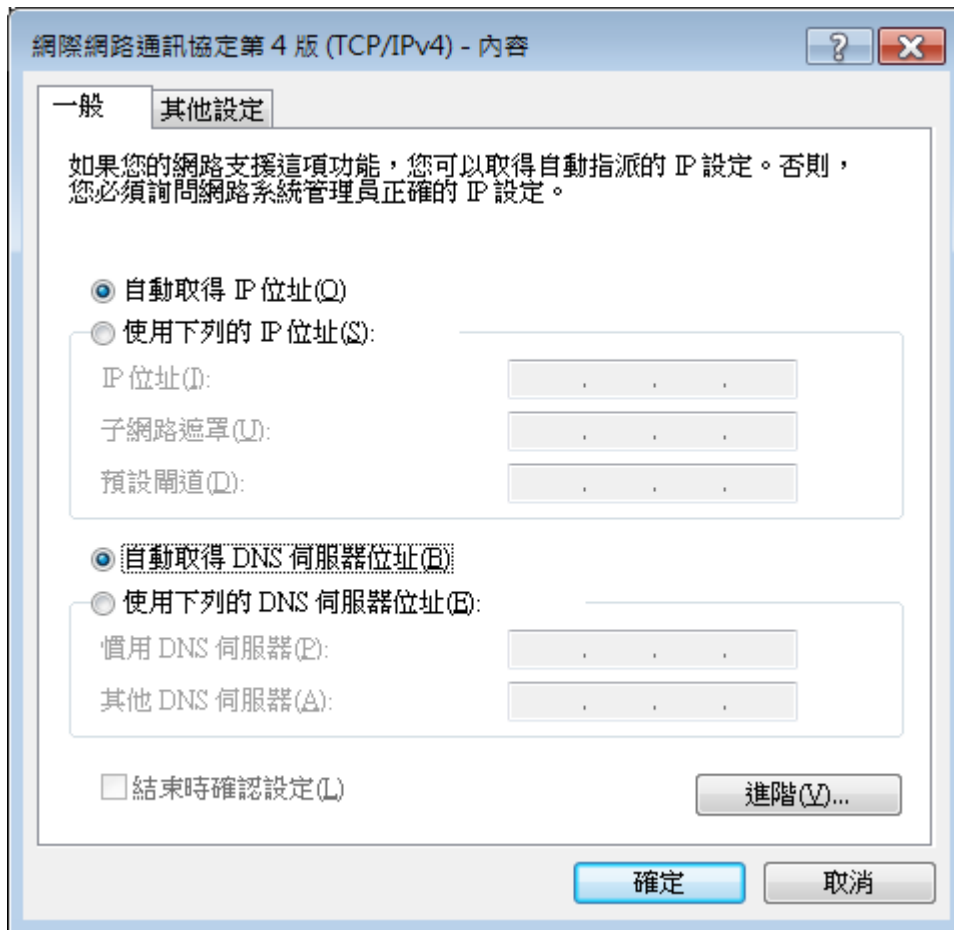 網際網路通訊協定第 4 版 (TCP/IPv4) - 內容
一般
其他設定
如果您的網路支援這項功能，您可以取得自動指派的 IP 設定。否則，
您必須詢問網路系統管理員正確的 IP 設定。
自動取得 IP 位址(O)
使用下列的 IP 位址(S):
IP 位址(I):
子網路遮罩(U):
預設閘道(D):
自動取得 DNS 伺服器位址(B)
使用下列的 DNS 伺服器位址(E):
慣用 DNS 伺服器(P):
其他 DNS 伺服器(A):
結束時確認設定(L)
進階(V)...
確定
取消